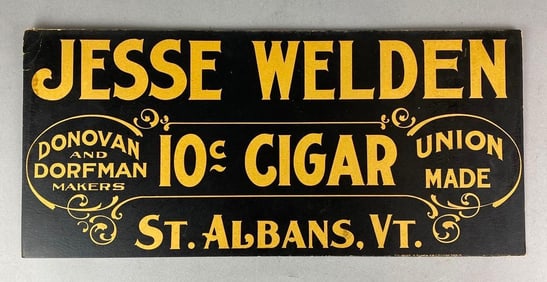 JESSE WELDEN
DONOVAN
AND
DORFMAN
MAKERS
10¢ CIGAR
UNION
MADE
ST. ALBANS, VT.